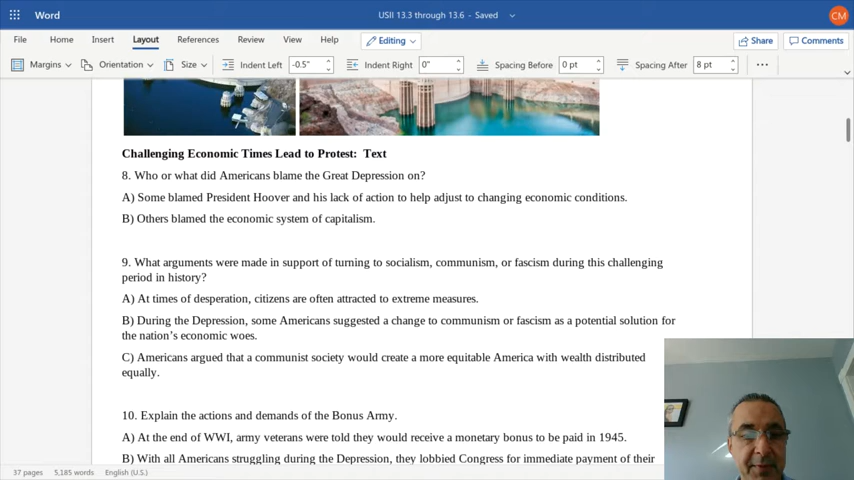 Word
USII 13.3 through 13.6 - Saved
CM
File Home Insert Layout References Review View Help Editing Share Comments
Margins Orientation Size Indent Left -0.5" Indent Right 0" Spacing Before 0 pt Spacing After 8 pt
Challenging Economic Times Lead to Protest: Text
8. Who or what did Americans blame the Great Depression on?
A) Some blamed President Hoover and his lack of action to help adjust to changing economic conditions.
B) Others blamed the economic system of capitalism.
9. What arguments were made in support of turning to socialism, communism, or fascism during this challenging
period in history?
A) At times of desperation, citizens are often attracted to extreme measures.
B) During the Depression, some Americans suggested a change to communism or fascism as a potential solution for
the nation's economic woes.
C) Americans argued that a communist society would create a more equitable America with wealth distributed
equally.
10. Explain the actions and demands of the Bonus Army.
A) At the end of WWI, army veterans were told they would receive a monetary bonus to be paid in 1945.
B) With all Americans struggling during the Depression, they lobbied Congress for immediate payment of their
37 pages 5,185 words English (U.S.)